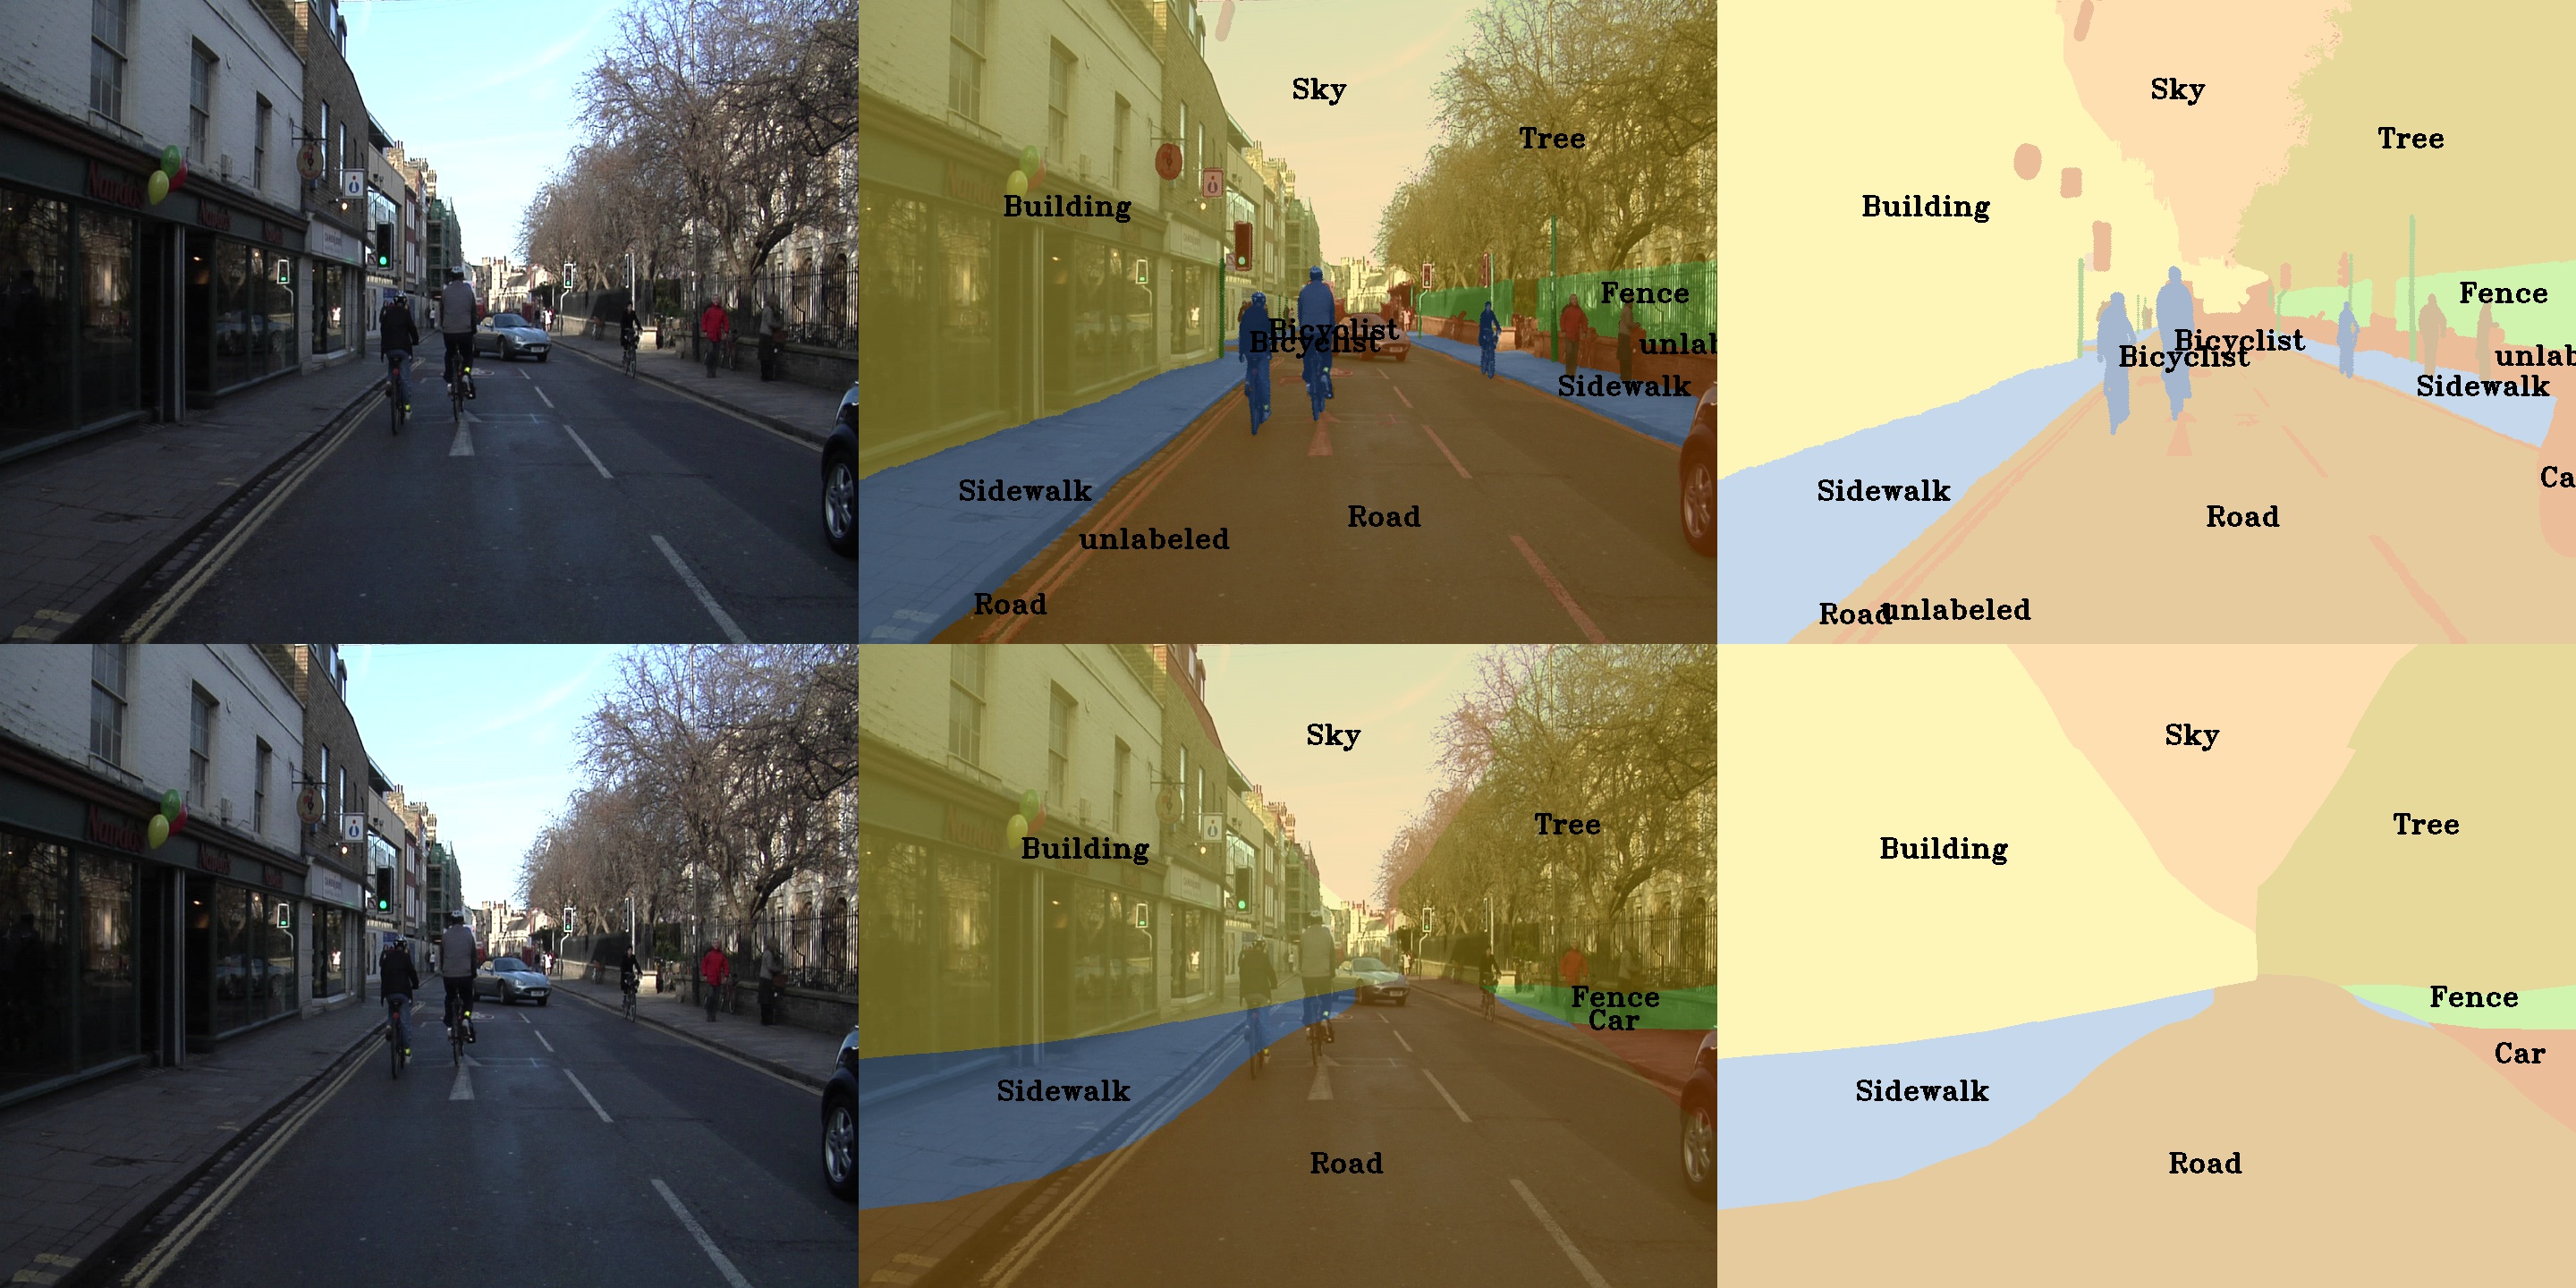 Sky
Tree
Building
Fence
Bicyclist
Bicyclist
unlab
Sidewalk
Sidewalk
Road
unlabeled
Road
Sky
Tree
Building
Fence
Bicyclist
Bicyclist
unlab
Sidewalk
Ca
Sidewalk
Road
Road
unlabeled
Nando's
Sky
Tree
Building
Fence
Car
Sidewalk
Road
Sky
Tree
Building
Fence
Car
Sidewalk
Road
Nando's